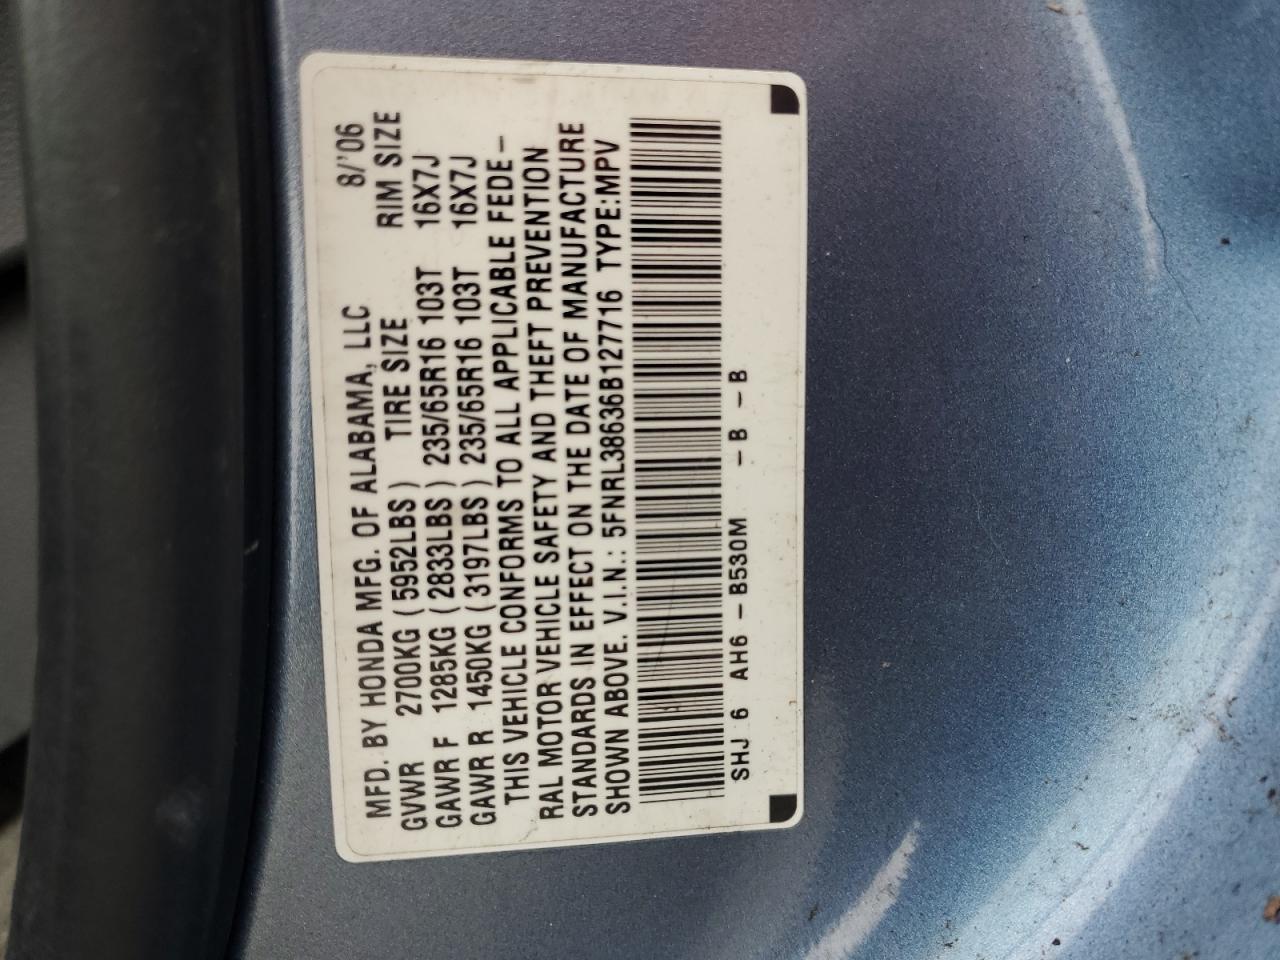 MFD. BY HONDA MFG. OF ALABAMA, LLC 8/'06
GVWR 2700KG (5952LBS) TIRE SIZE RIM SIZE
GAWR F 1285KG (2833LBS) 235/65R16 103T 16X7J
GAWR R 1450KG (3197LBS) 235/65R16 103T 16X7J
THIS VEHICLE CONFORMS TO ALL APPLICABLE FEDE-
RAL MOTOR VEHICLE SAFETY AND THEFT PREVENTION
STANDARDS IN EFFECT ON THE DATE OF MANUFACTURE
SHOWN ABOVE. V.I.N.: 5FNRL38636B127716 TYPE:MPV
SHJ 6 AH6 -B530M -B -B